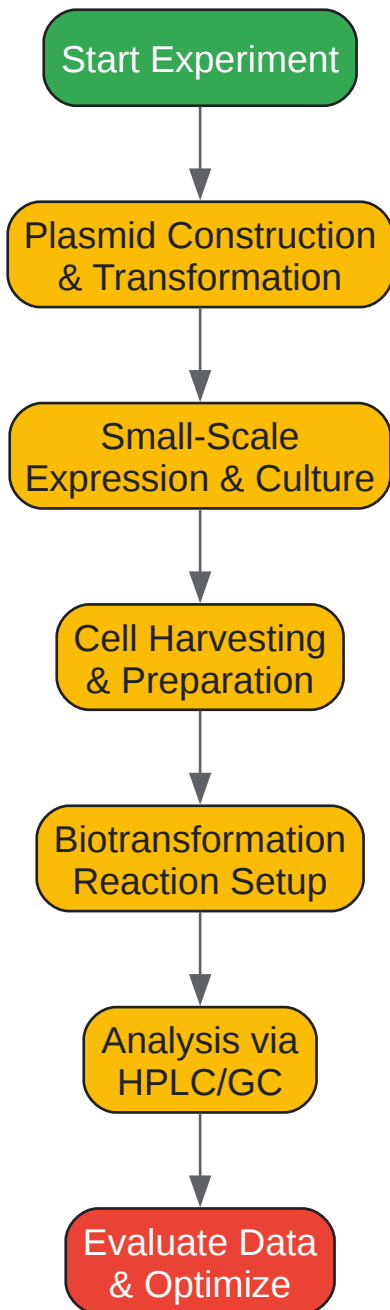 Start Experiment
Plasmid Construction
& Transformation
Small-Scale
Expression & Culture
Cell Harvesting
& Preparation
Biotransformation
Reaction Setup
Analysis via
HPLC/GC
Evaluate Data
& Optimize